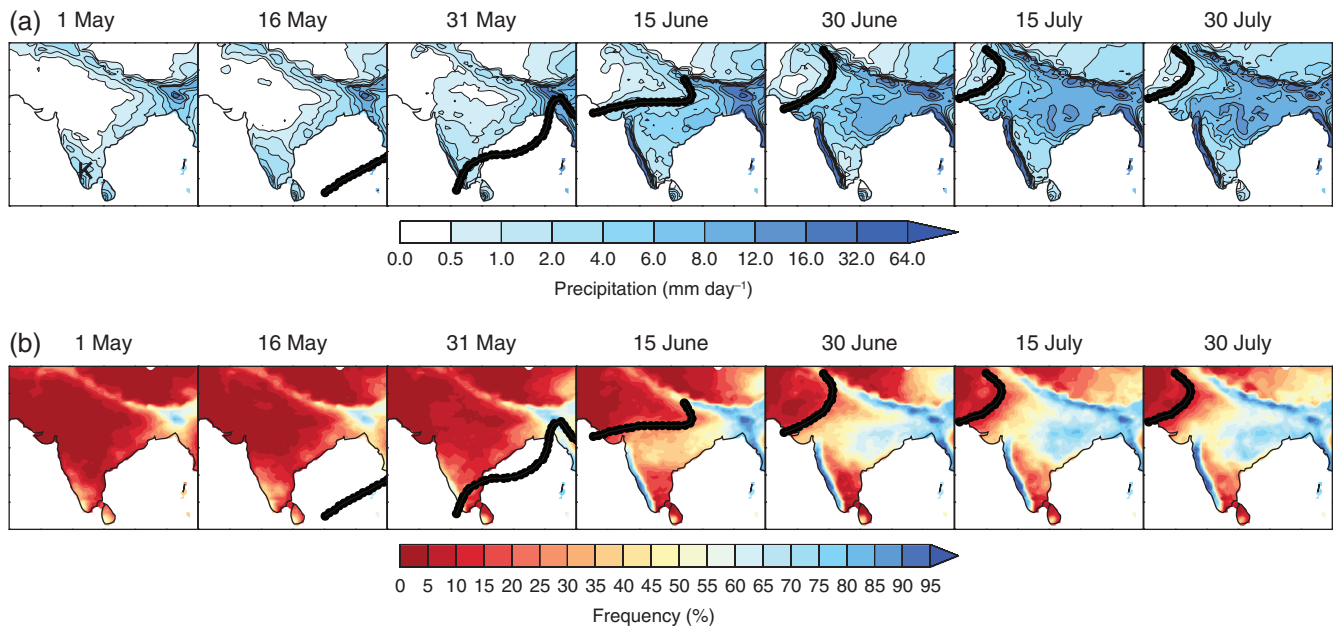 (a)
1 May 16 May 31 May 15 June 30 June 15 July 30 July
K
0.0 0.5 1.0 2.0 4.0 6.0 8.0 12.0 16.0 32.0 64.0
Precipitation (mm day⁻¹)
(b)
1 May 16 May 31 May 15 June 30 June 15 July 30 July
0 5 10 15 20 25 30 35 40 45 50 55 60 65 70 75 80 85 90 95
Frequency (%)